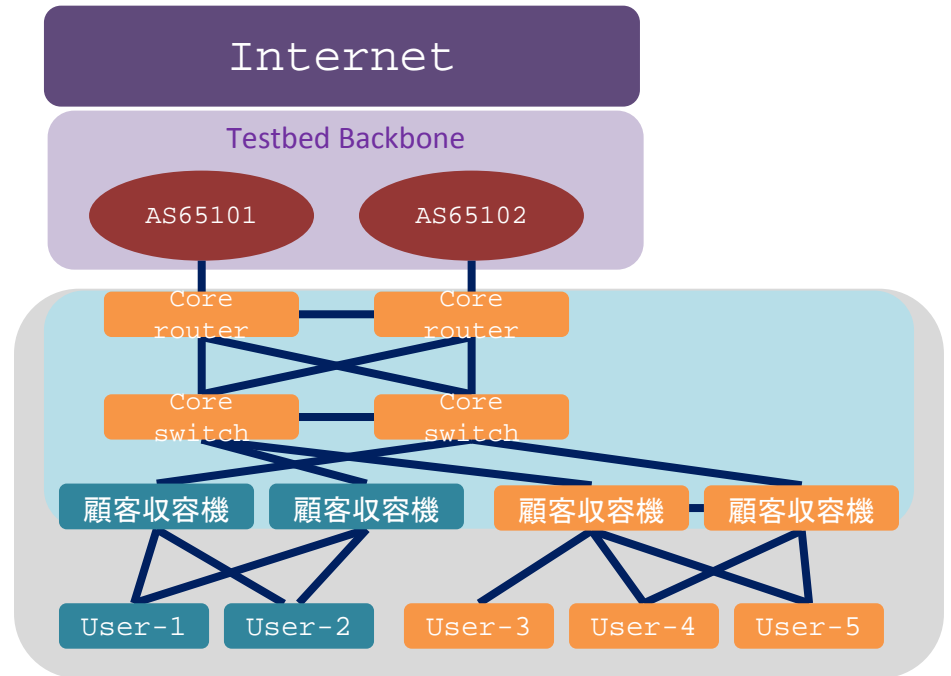 Internet
Testbed Backbone
AS65101 AS65102
Core Core
router router
Core Core
switch switch
顧客収容機 顧客収容機 顧客収容機 顧客収容機
User-1 User-2 User-3 User-4 User-5